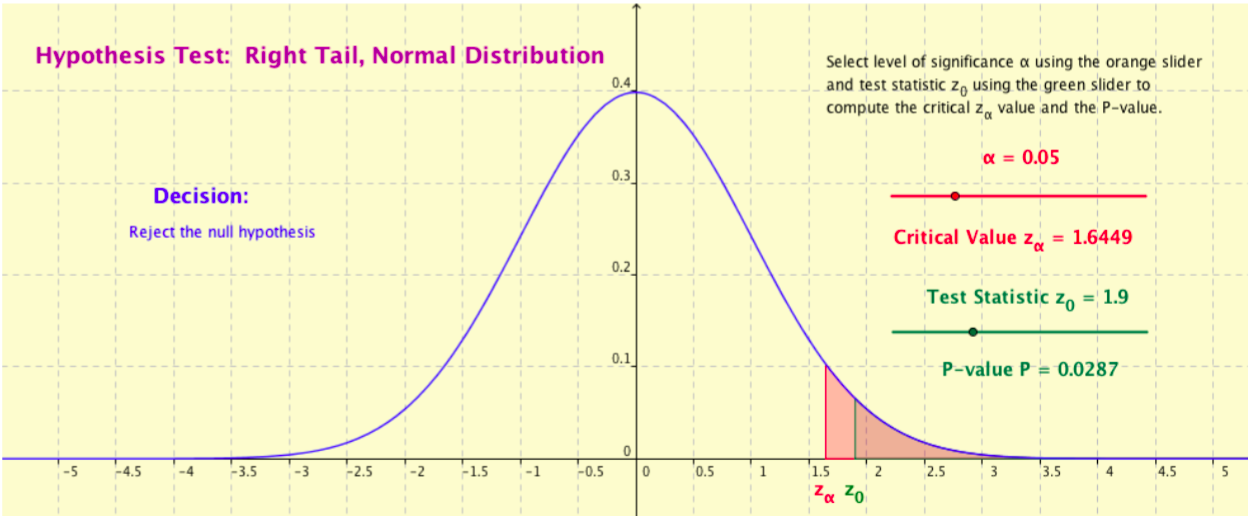 Hypothesis Test: Right Tail, Normal Distribution
Select level of significance α using the orange slider
and test statistic z₀ using the green slider to
compute the critical zα value and the P-value.
α = 0.05
Decision:
Reject the null hypothesis
Critical Value zα = 1.6449
Test Statistic z₀ = 1.9
P-value P = 0.0287
0.4
0.3
0.2
0.1
0
-5 -4.5 -4 -3.5 -3 -2.5 -2 -1.5 -1 -0.5 0 0.5 1 1.5 2 2.5 3 3.5 4 4.5 5
zα z₀